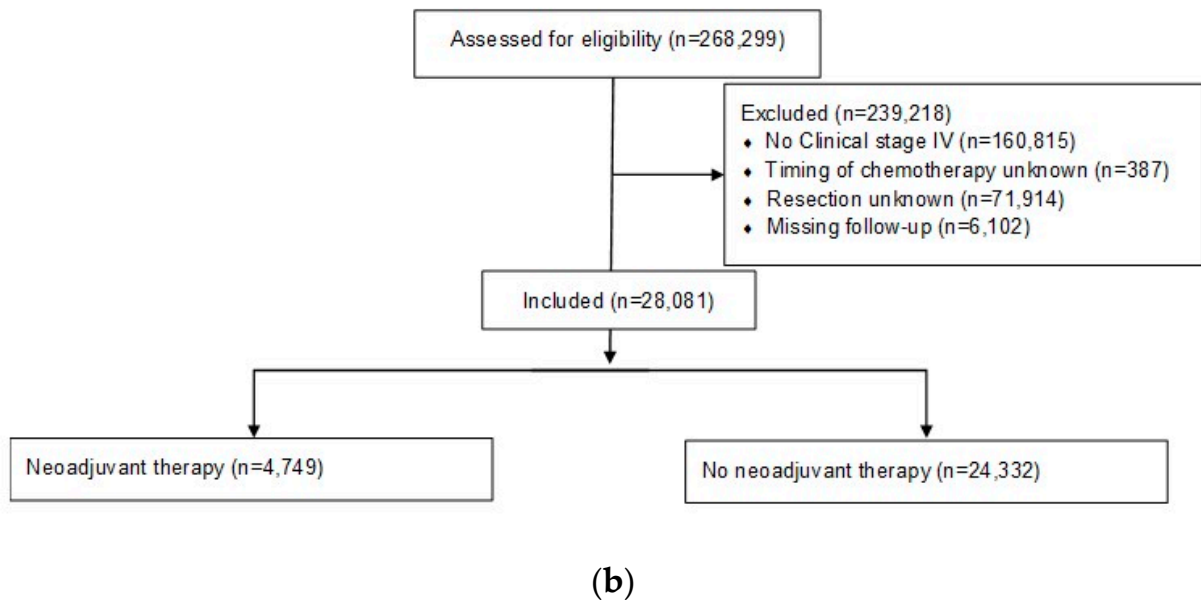 Assessed for eligibility (n=268,299)
Excluded (n=239,218)
♦ No Clinical stage IV (n=160,815)
♦ Timing of chemotherapy unknown (n=387)
♦ Resection unknown (n=71,914)
♦ Missing follow-up (n=6,102)
Included (n=28,081)
Neoadjuvant therapy (n=4,749)
No neoadjuvant therapy (n=24,332)
(b)